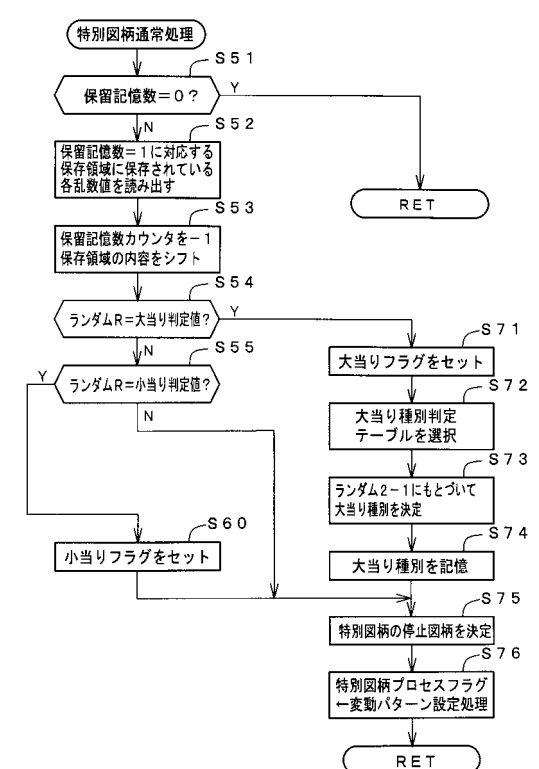 特別図柄通常処理
S51
保留記憶数=0?
Y
N
S52
保留記憶数=1に対応する
保存領域に保存されている
各乱数値を読み出す
RET
S53
保留記憶数カウンタを-1
保存領域の内容をシフト
S54
ランダムR=大当り判定値?
Y
N
S55
ランダムR=小当り判定値?
Y
N
S60
小当りフラグをセット
S71
大当りフラグをセット
S72
大当り種別判定
テーブルを選択
S73
ランダム2-1にもとづいて
大当り種別を決定
S74
大当り種別を記憶
S75
特別図柄の停止図柄を決定
S76
特別図柄プロセスフラグ
←変動パターン設定処理
RET